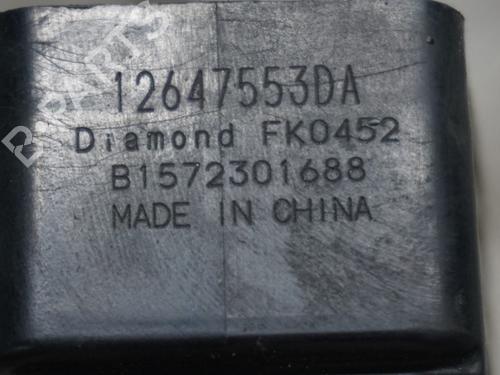 12647553DA
Diamond FK0452
B1572301688
MADE IN CHINA